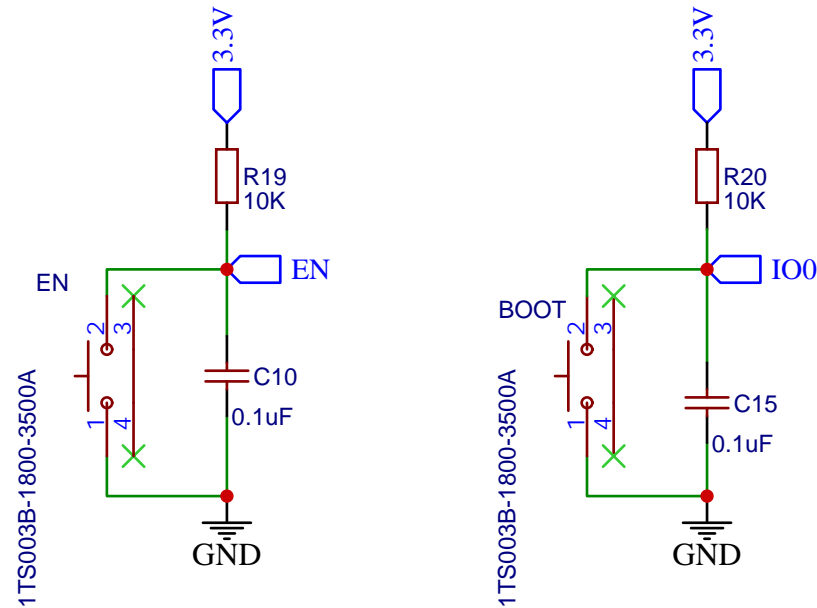 3.3V
R19
10K
EN
EN
2
3
1
4
C10
0.1uF
1TS003B-1800-3500A
GND
3.3V
R20
10K
IO0
BOOT
2
3
1
4
C15
0.1uF
1TS003B-1800-3500A
GND